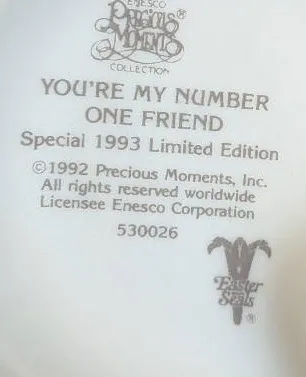 ENESCO
PRECIOUS®
MOMENTS
COLLECTION
YOU'RE MY NUMBER
ONE FRIEND
Special 1993 Limited Edition
©1992 Precious Moments, Inc.
All rights reserved worldwide
Licensee Enesco Corporation
530026
Easter
Seals
®